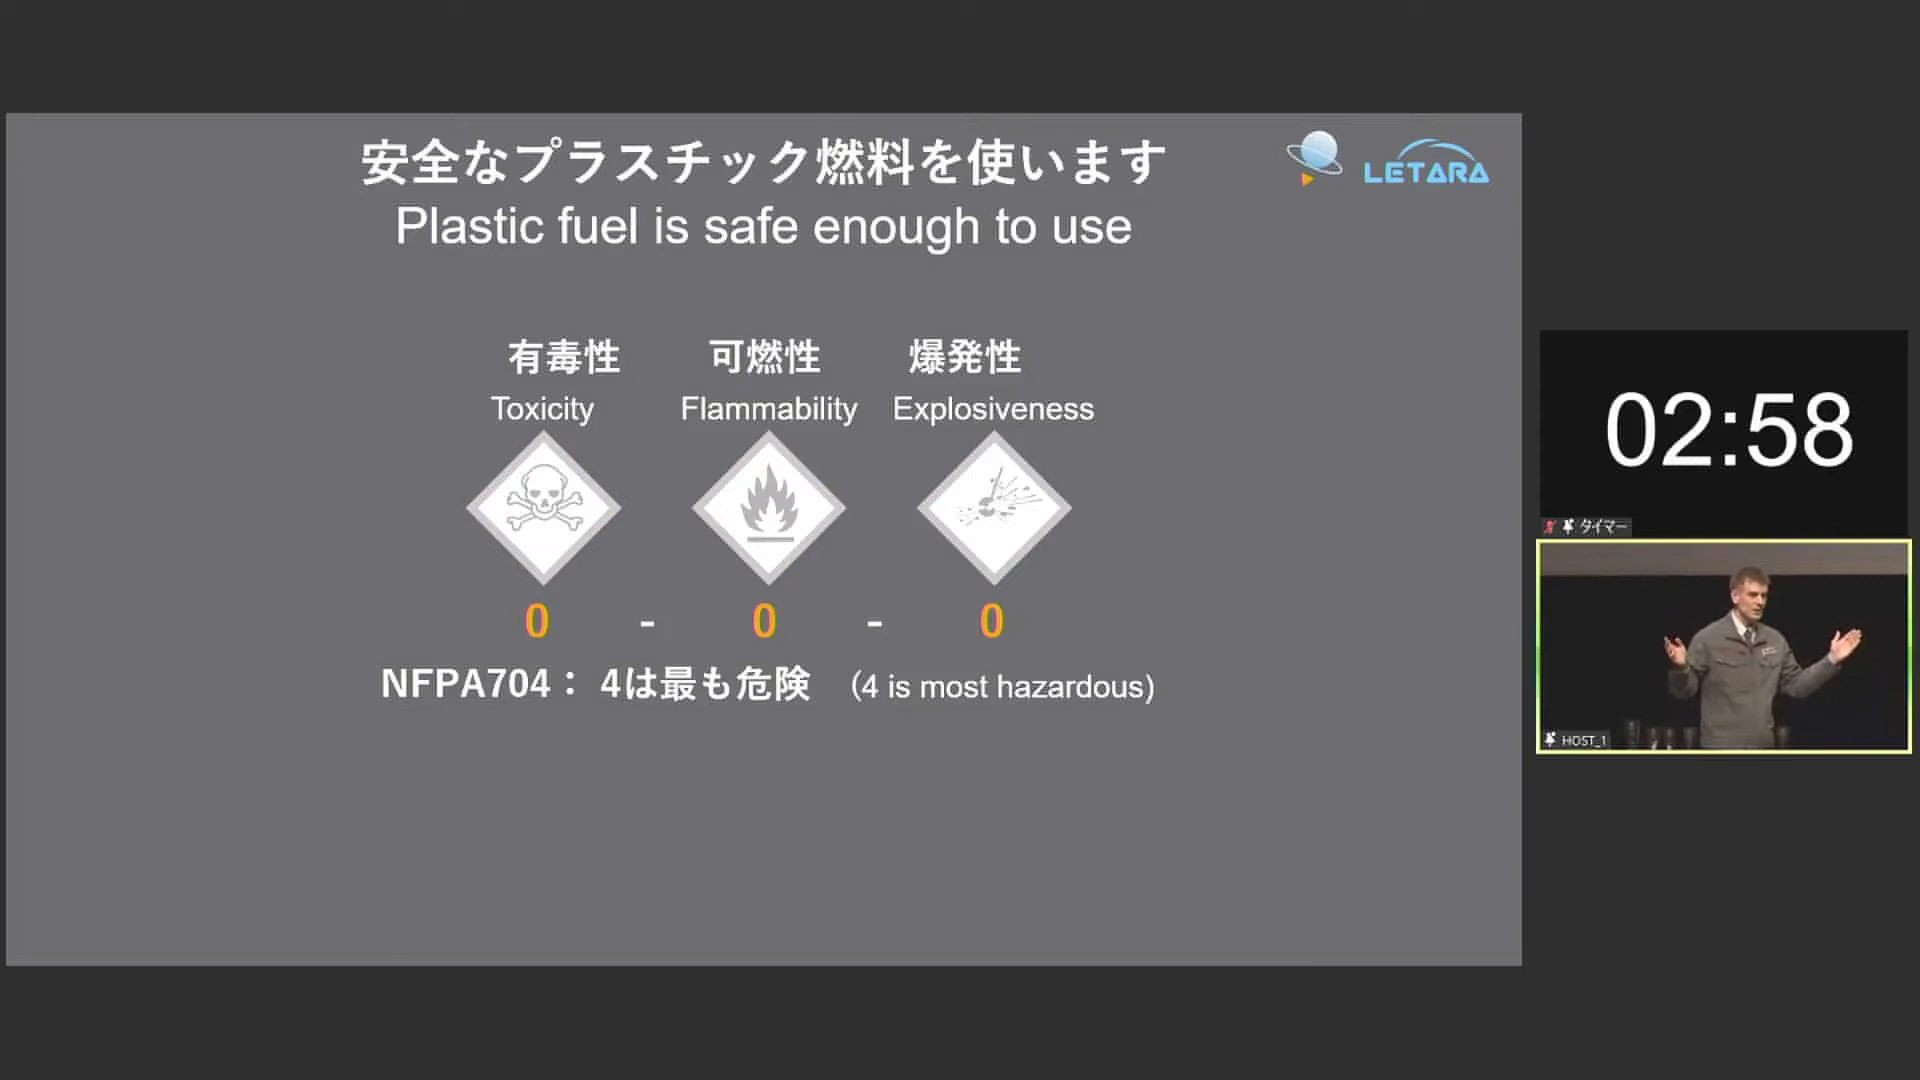 安全なプラスチック燃料を使います
Plastic fuel is safe enough to use
LETARA
有毒性 可燃性 爆発性
Toxicity Flammability Explosiveness
0 - 0 - 0
NFPA704： 4は最も危険 （4 is most hazardous)
02:58
タイマー
HOST_1